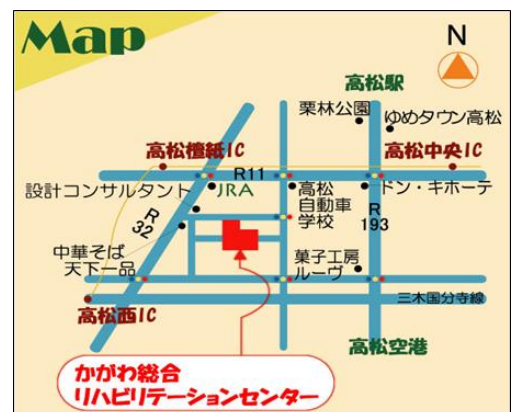 Map
N
高松駅
栗林公園
ゆめタウン高松
高松檀紙IC
高松中央IC
R11
設計コンサルタント
JRA
高松
自動車
学校
ドン・キホーテ
R
32
R
193
中華そば
天下一品
菓子工房
ルーヴ
三木国分寺線
高松西IC
高松空港
かがわ総合
リハビリテーションセンター